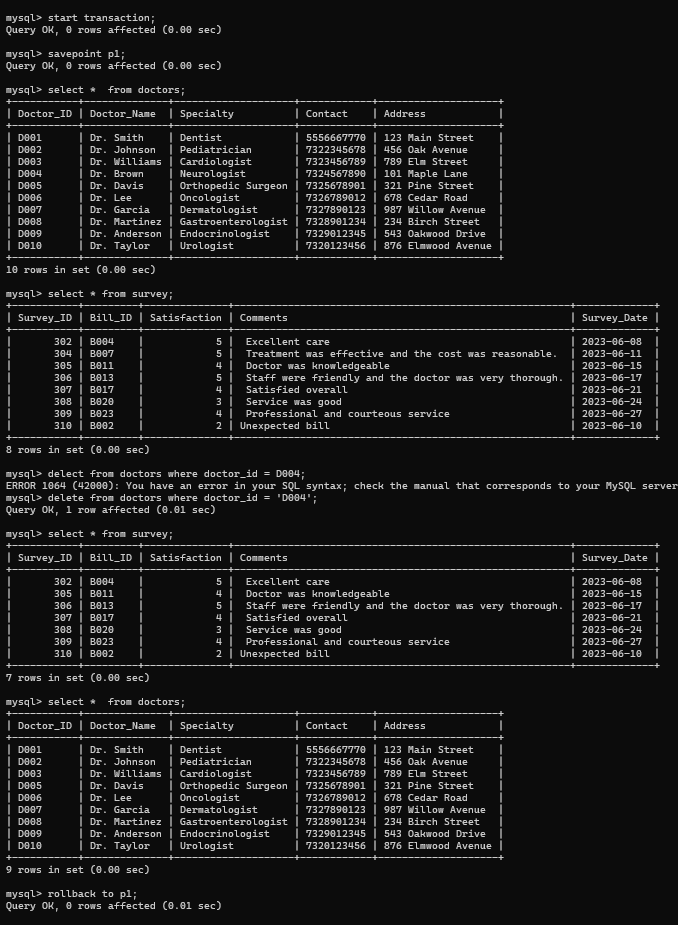 mysql> start transaction;
Query OK, 0 rows affected (0.00 sec)
mysql> savepoint p1;
Query OK, 0 rows affected (0.00 sec)
mysql> select *  from doctors;
| Doctor_ID | Doctor_Name | Specialty | Contact | Address |
| D001 | Dr. Smith | Dentist | 5556667770 | 123 Main Street |
| D002 | Dr. Johnson | Pediatrician | 7322345678 | 456 Oak Avenue |
| D003 | Dr. Williams | Cardiologist | 7323456789 | 789 Elm Street |
| D004 | Dr. Brown | Neurologist | 7324567890 | 101 Maple Lane |
| D005 | Dr. Davis | Orthopedic Surgeon | 7325678901 | 321 Pine Street |
| D006 | Dr. Lee | Oncologist | 7326789012 | 678 Cedar Road |
| D007 | Dr. Garcia | Dermatologist | 7327890123 | 987 Willow Avenue |
| D008 | Dr. Martinez | Gastroenterologist | 7328901234 | 234 Birch Street |
| D009 | Dr. Anderson | Endocrinologist | 7329012345 | 543 Oakwood Drive |
| D010 | Dr. Taylor | Urologist | 7320123456 | 876 Elmwood Avenue |
10 rows in set (0.00 sec)
mysql> select * from survey;
| Survey_ID | Bill_ID | Satisfaction | Comments | Survey_Date |
| 302 | B004 | 5 | Excellent care | 2023-06-08 |
| 304 | B007 | 5 | Treatment was effective and the cost was reasonable. | 2023-06-11 |
| 305 | B011 | 4 | Doctor was knowledgeable | 2023-06-15 |
| 306 | B013 | 5 | Staff were friendly and the doctor was very thorough. | 2023-06-17 |
| 307 | B017 | 4 | Satisfied overall | 2023-06-21 |
| 308 | B020 | 3 | Service was good | 2023-06-24 |
| 309 | B023 | 4 | Professional and courteous service | 2023-06-27 |
| 310 | B002 | 2 | Unexpected bill | 2023-06-10 |
8 rows in set (0.00 sec)
mysql> delect from doctors where doctor_id = D004;
ERROR 1064 (42000): You have an error in your SQL syntax; check the manual that corresponds to your MySQL server
mysql> delete from doctors where doctor_id = 'D004';
Query OK, 1 row affected (0.01 sec)
mysql> select * from survey;
| Survey_ID | Bill_ID | Satisfaction | Comments | Survey_Date |
| 302 | B004 | 5 | Excellent care | 2023-06-08 |
| 305 | B011 | 4 | Doctor was knowledgeable | 2023-06-15 |
| 306 | B013 | 5 | Staff were friendly and the doctor was very thorough. | 2023-06-17 |
| 307 | B017 | 4 | Satisfied overall | 2023-06-21 |
| 308 | B020 | 3 | Service was good | 2023-06-24 |
| 309 | B023 | 4 | Professional and courteous service | 2023-06-27 |
| 310 | B002 | 2 | Unexpected bill | 2023-06-10 |
7 rows in set (0.00 sec)
mysql> select *  from doctors;
| Doctor_ID | Doctor_Name | Specialty | Contact | Address |
| D001 | Dr. Smith | Dentist | 5556667770 | 123 Main Street |
| D002 | Dr. Johnson | Pediatrician | 7322345678 | 456 Oak Avenue |
| D003 | Dr. Williams | Cardiologist | 7323456789 | 789 Elm Street |
| D005 | Dr. Davis | Orthopedic Surgeon | 7325678901 | 321 Pine Street |
| D006 | Dr. Lee | Oncologist | 7326789012 | 678 Cedar Road |
| D007 | Dr. Garcia | Dermatologist | 7327890123 | 987 Willow Avenue |
| D008 | Dr. Martinez | Gastroenterologist | 7328901234 | 234 Birch Street |
| D009 | Dr. Anderson | Endocrinologist | 7329012345 | 543 Oakwood Drive |
| D010 | Dr. Taylor | Urologist | 7320123456 | 876 Elmwood Avenue |
9 rows in set (0.00 sec)
mysql> rollback to p1;
Query OK, 0 rows affected (0.01 sec)